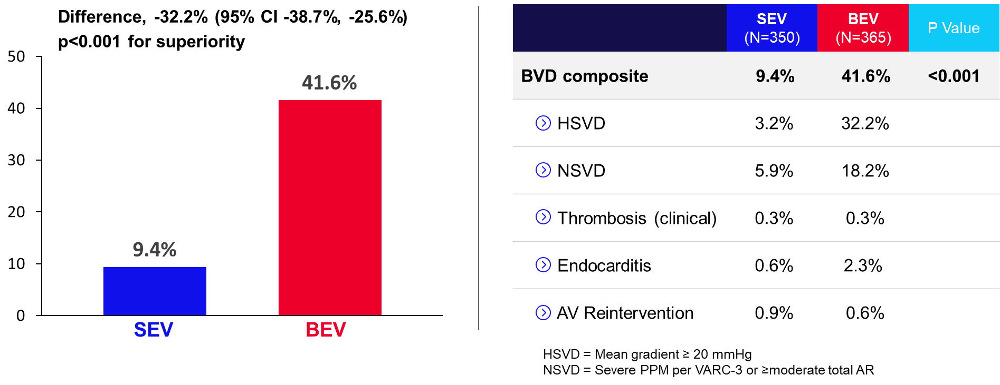 Difference, -32.2% (95% CI -38.7%, -25.6%)
p<0.001 for superiority
50
40
30
20
10
0
9.4%
41.6%
SEV
BEV
SEV
(N=350)
BEV
(N=365)
P Value
BVD composite 9.4% 41.6% <0.001
HSVD 3.2% 32.2%
NSVD 5.9% 18.2%
Thrombosis (clinical) 0.3% 0.3%
Endocarditis 0.6% 2.3%
AV Reintervention 0.9% 0.6%
HSVD = Mean gradient ≥ 20 mmHg
NSVD = Severe PPM per VARC-3 or ≥moderate total AR